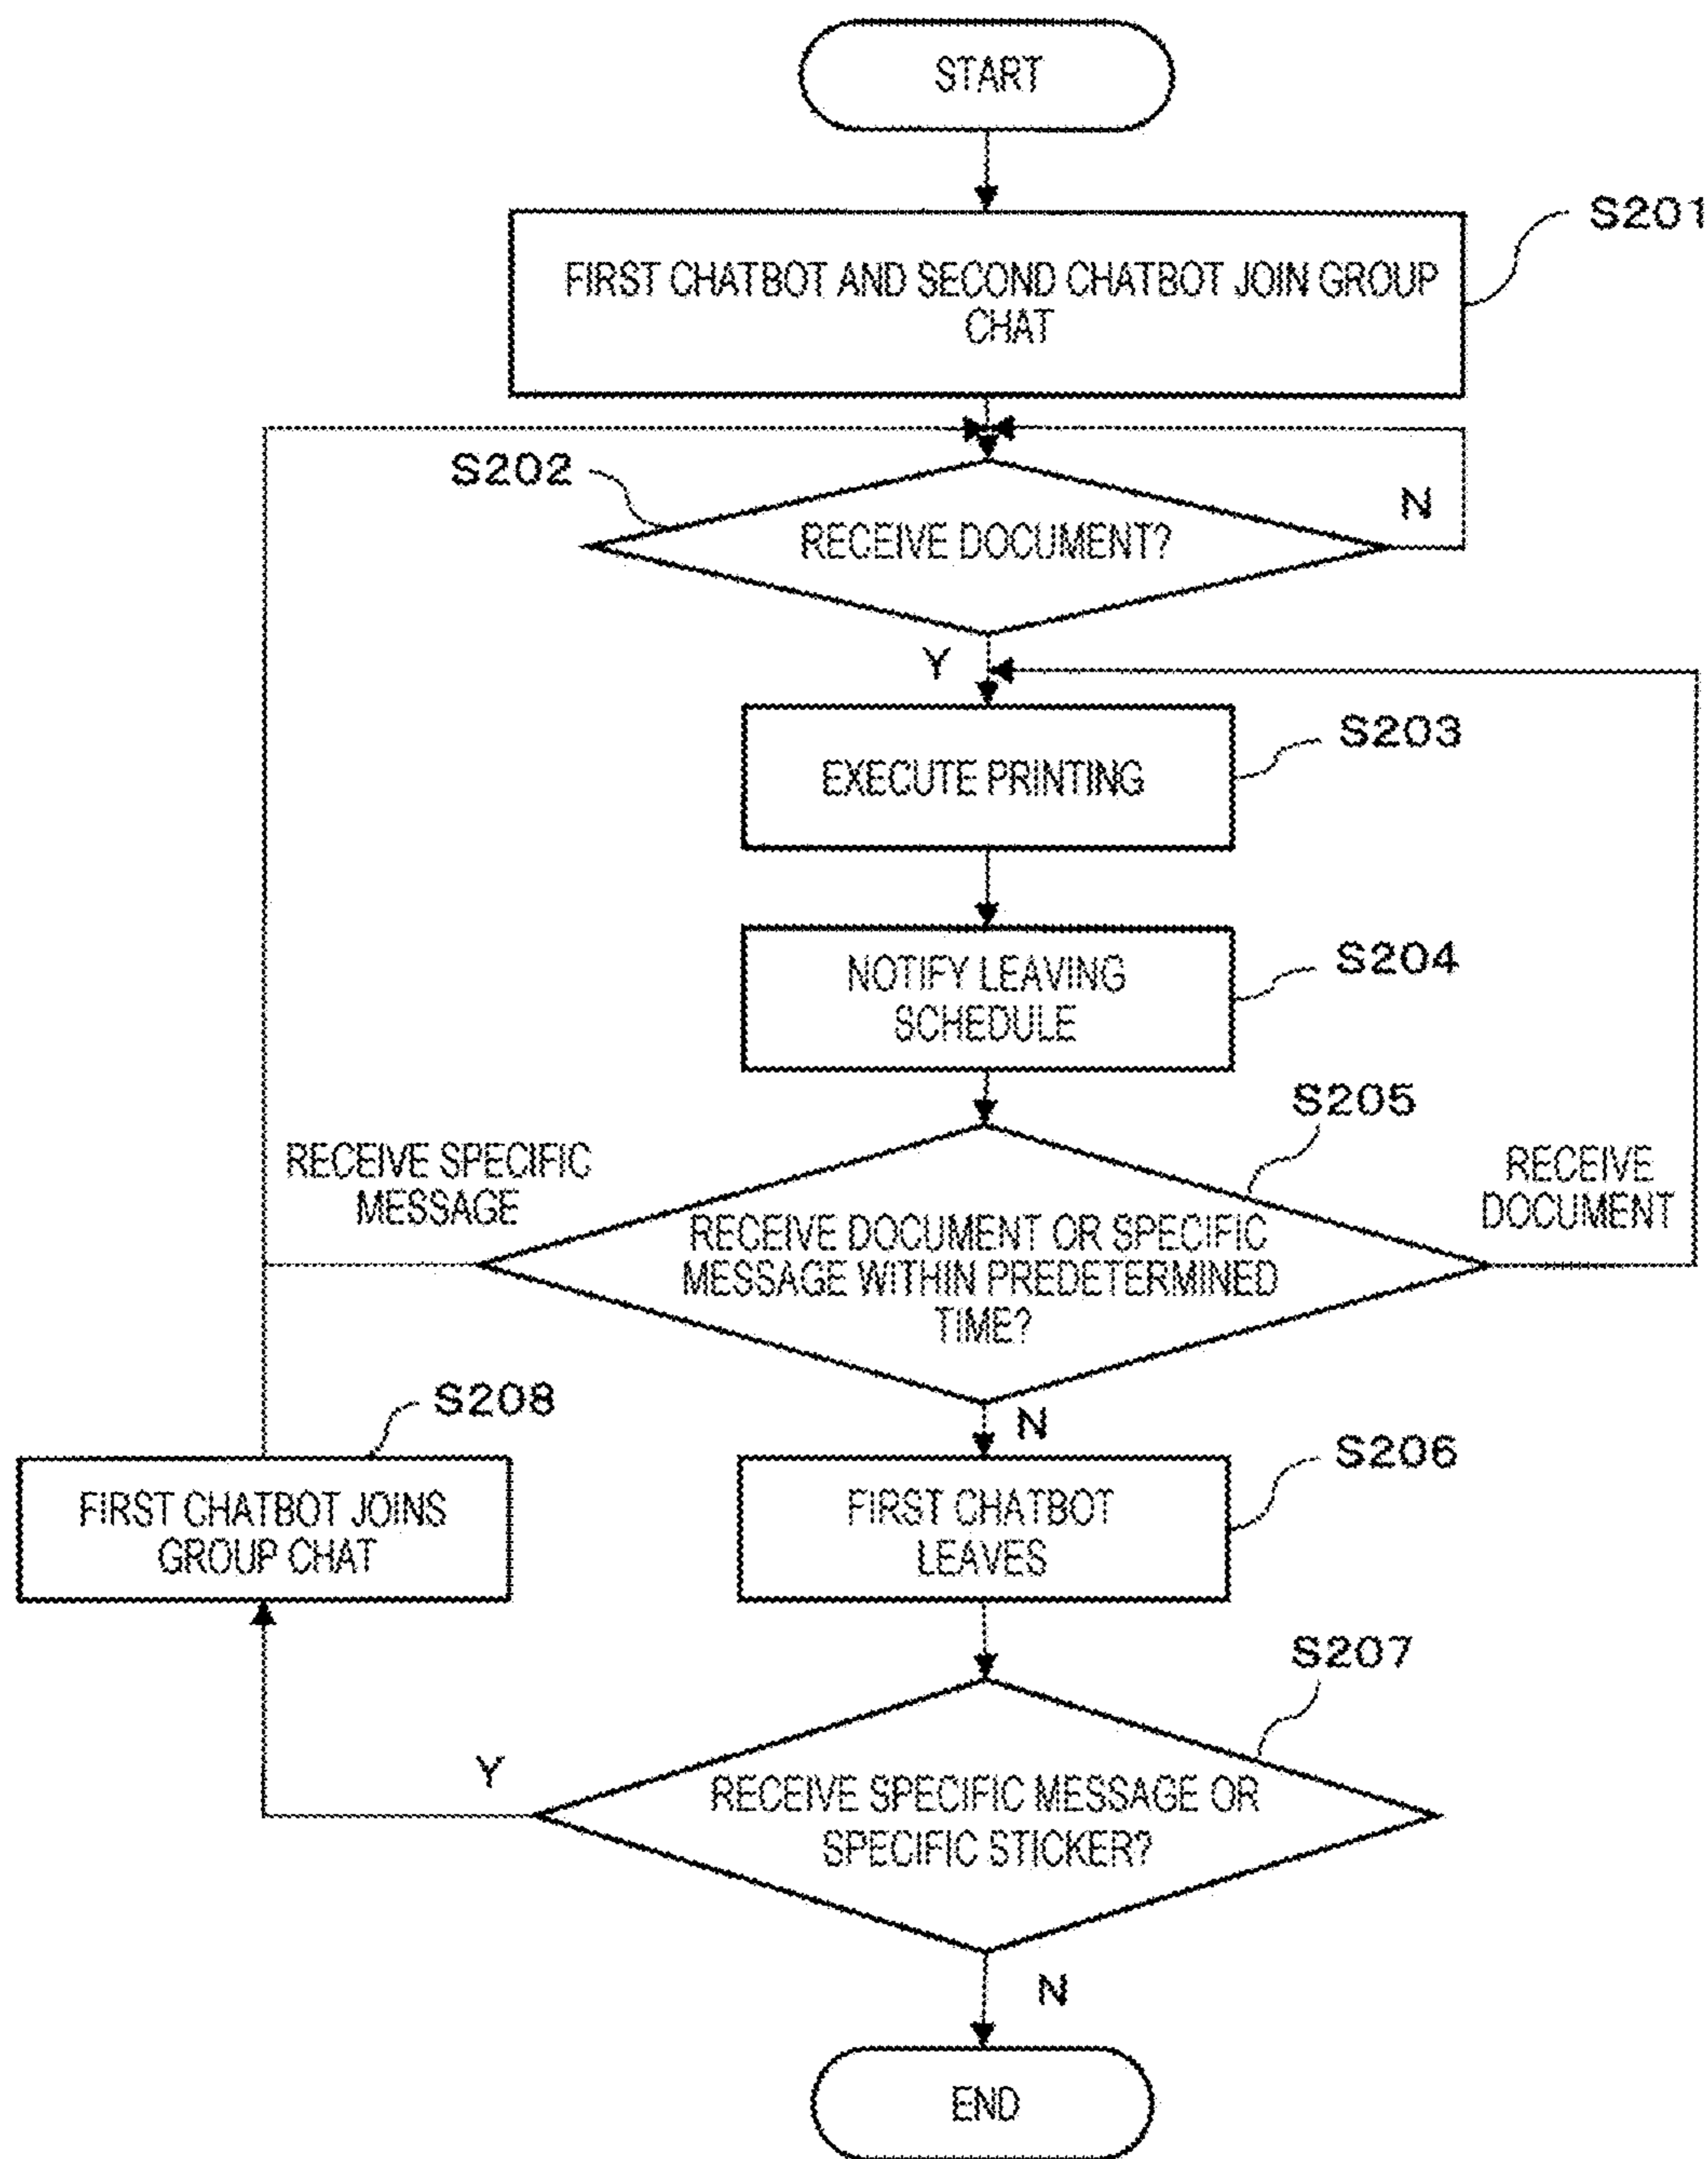 START
S201
FIRST CHATBOT AND SECOND CHATBOT JOIN GROUP
CHAT
S202
N
RECEIVE DOCUMENT?
Y
S203
EXECUTE PRINTING
S204
NOTIFY LEAVING
SCHEDULE
S205
RECEIVE SPECIFIC
MESSAGE
RECEIVE
DOCUMENT
RECEIVE DOCUMENT OR SPECIFIC
MESSAGE WITHIN PREDETERMINED
TIME?
S208
N
S206
FIRST CHATBOT JOINS
GROUP CHAT
FIRST CHATBOT
LEAVES
S207
Y
RECEIVE SPECIFIC MESSAGE OR
SPECIFIC STICKER?
N
END